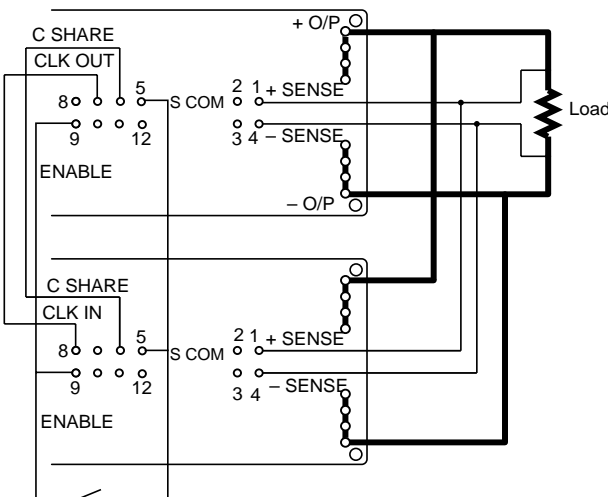 + O/P
C SHARE
CLK OUT
5
2 1
+ SENSE
8
S COM
Load
9
12
3 4
– SENSE
ENABLE
– O/P
C SHARE
CLK IN
5
2 1
+ SENSE
8
S COM
9
12
3 4
– SENSE
ENABLE